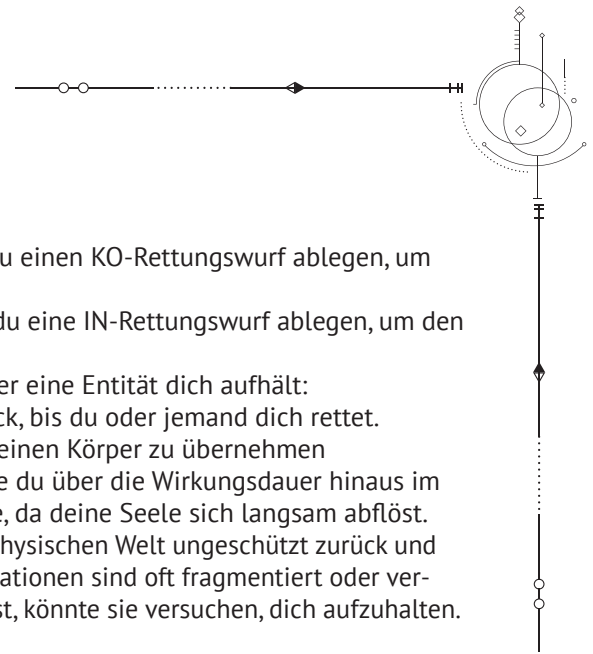 u einen KO-Rettungswurf ablegen, um
du eine IN-Rettungswurf ablegen, um den
er eine Entität dich aufhält:
ck, bis du oder jemand dich rettet.
einen Körper zu übernehmen
e du über die Wirkungsdauer hinaus im
e, da deine Seele sich langsam ablöst.
hysischen Welt ungeschützt zurück und
ationen sind oft fragmentiert oder ver-
st, könnte sie versuchen, dich aufzuhalten.